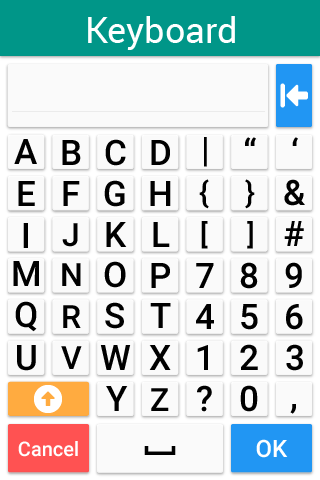 Keyboard
A B C D | “ ‘
E F G H { } &
I J K L [ ] #
M N O P 7 8 9
Q R S T 4 5 6
U V W X 1 2 3
Y Z ? 0 ,
Cancel OK